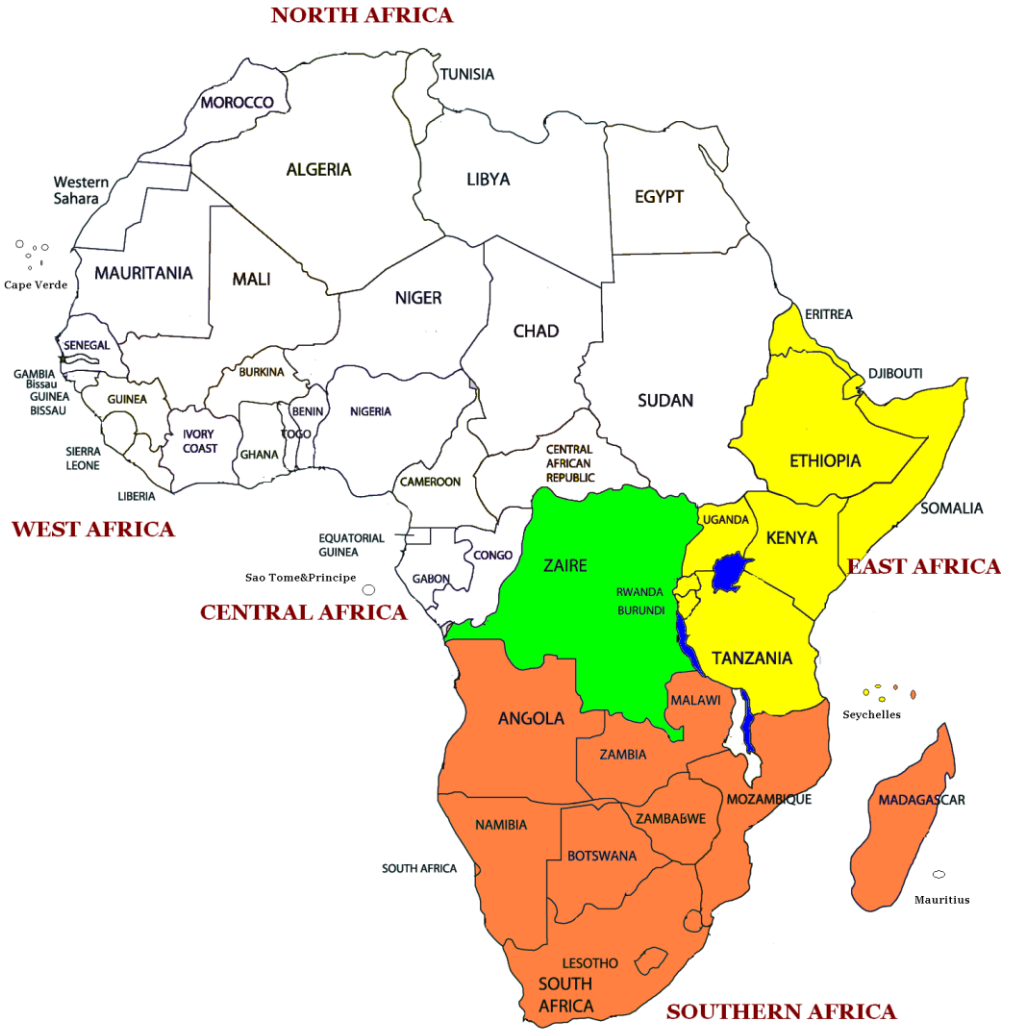 NORTH AFRICA
TUNISIA
MOROCCO
ALGERIA
LIBYA
EGYPT
Western
Sahara
Cape Verde
MAURITANIA
MALI
NIGER
CHAD
ERITREA
SENEGAL
GAMBIA
Bissau
GUINEA
BISSAU
BURKINA
DJIBOUTI
GUINEA
BENIN
NIGERIA
SUDAN
IVORY
COAST
TOGO
GHANA
SIERRA
LEONE
CENTRAL
AFRICAN
REPUBLIC
ETHIOPIA
LIBERIA
CAMEROON
SOMALIA
WEST AFRICA
UGANDA
KENYA
EQUATORIAL
GUINEA
CONGO
ZAIRE
EAST AFRICA
Sao Tome&Principe
GABON
RWANDA
BURUNDI
CENTRAL AFRICA
TANZANIA
MALAWI
Seychelles
ANGOLA
ZAMBIA
MOZAMBIQUE
MADAGASCAR
NAMIBIA
ZAMBABWE
BOTSWANA
SOUTH AFRICA
Mauritius
LESOTHO
SOUTH
AFRICA
SOUTHERN AFRICA